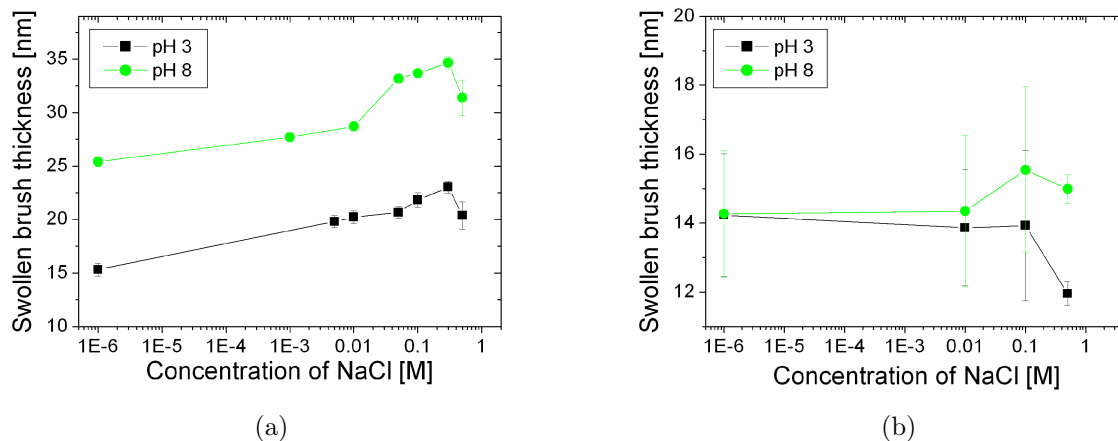 Swollen brush thickness [nm]
35
30
25
20
15
10
pH 3
pH 8
1E-6 1E-5 1E-4 1E-3 0.01 0.1 1
Concentration of NaCl [M]
(a)
Swollen brush thickness [nm]
20
18
16
14
12
pH 3
pH 8
1E-6 1E-5 1E-4 1E-3 0.01 0.1 1
Concentration of NaCl [M]
(b)